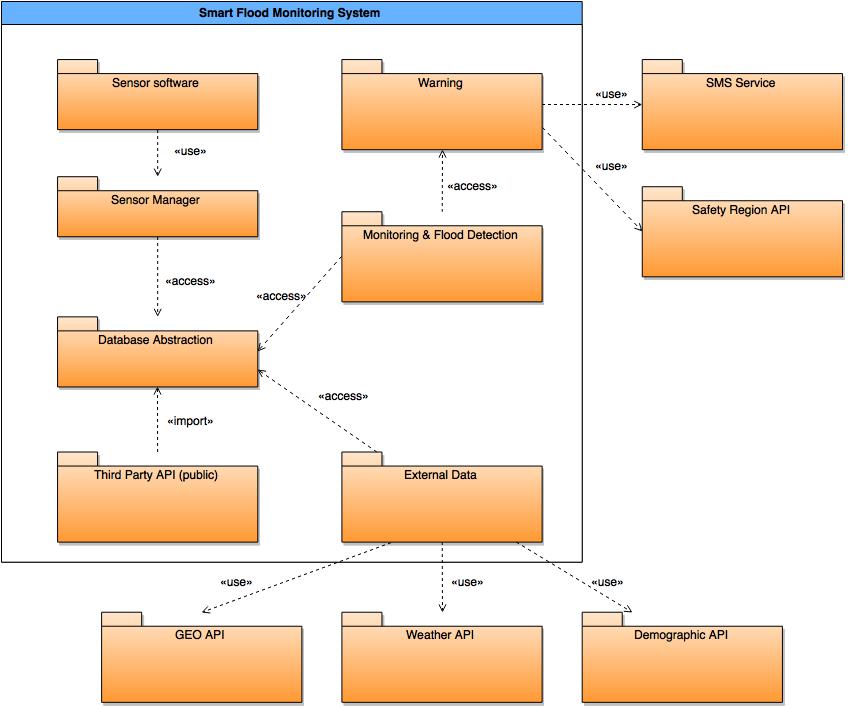 Smart Flood Monitoring System
Sensor software
Warning
SMS Service
«use»
«use»
«use»
Sensor Manager
«access»
Safety Region API
Monitoring & Flood Detection
«access»
«access»
Database Abstraction
«access»
«import»
Third Party API (public)
External Data
«use»
«use»
«use»
GEO API
Weather API
Demographic API